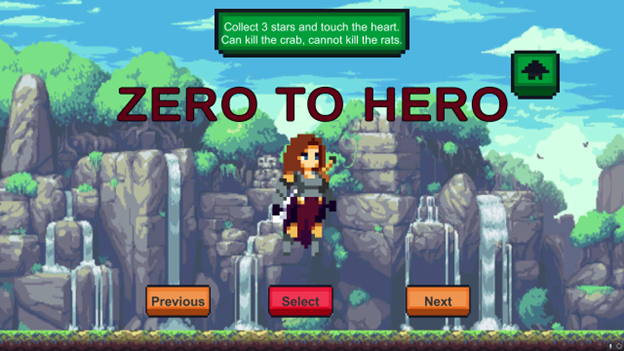 Collect 3 stars and touch the heart.
Can kill the crab, cannot kill the rats.
ZERO TO HERO
Previous
Select
Next